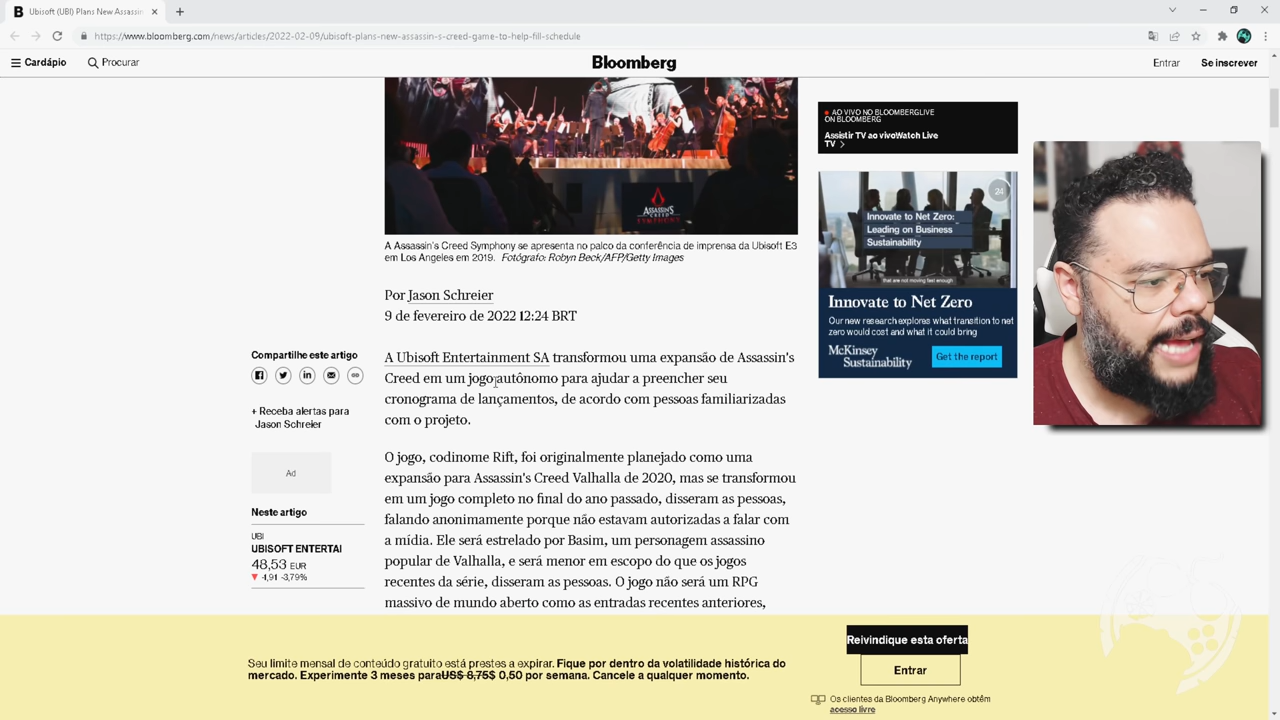 B Ubisoft (UBI) Plans New Assassin
https://www.bloomberg.com/news/articles/2022-02-09/ubisoft-plans-new-assassin-s-creed-game-to-help-fill-schedule
Cardápio
Procurar
Bloomberg
Entrar
Se inscrever
ASSASSIN'S
CREED
SYMPHONY
A Assassin's Creed Symphony se apresenta no palco da conferência de imprensa da Ubisoft E3
em Los Angeles em 2019. Fotógrafo: Robyn Beck/AFP/Getty Images
Por Jason Schreier
9 de fevereiro de 2022 12:24 BRT
Compartilhe este artigo
+ Receba alertas para
Jason Schreier
Ad
Neste artigo
UBI
UBISOFT ENTERTAI
48,53 EUR
▼ -1,91 -3,79%
A Ubisoft Entertainment SA transformou uma expansão de Assassin's
Creed em um jogo autônomo para ajudar a preencher seu
cronograma de lançamentos, de acordo com pessoas familiarizadas
com o projeto.
O jogo, codinome Rift, foi originalmente planejado como uma
expansão para Assassin's Creed Valhalla de 2020, mas se transformou
em um jogo completo no final do ano passado, disseram as pessoas,
falando anonimamente porque não estavam autorizadas a falar com
a mídia. Ele será estrelado por Basim, um personagem assassino
popular de Valhalla, e será menor em escopo do que os jogos
recentes da série, disseram as pessoas. O jogo não será um RPG
massivo de mundo aberto como as entradas recentes anteriores,
AO VIVO NO BLOOMBERGLIVE
ON BLOOMBERG
Assistir TV ao vivoWatch Live
TV
24
Innovate to Net Zero:
Leading on Business
Sustainability
that are not moving fast enough
Innovate to Net Zero
Our new research explores what transition to net
zero would cost and what it could bring
McKinsey
Sustainability
Get the report
Seu limite mensal de conteúdo gratuito está prestes a expirar. Fique por dentro da volatilidade histórica do
mercado. Experimente 3 meses paraUS$ 8,75$ 0,50 por semana. Cancele a qualquer momento.
Reivindique esta oferta
Entrar
Os clientes da Bloomberg Anywhere obtêm
acesso livre